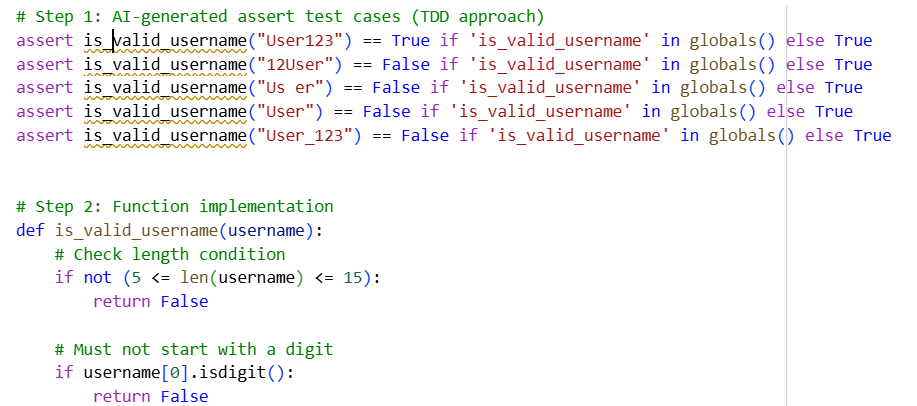 # Step 1: AI-generated assert test cases (TDD approach)
assert is_valid_username("User123") == True if 'is_valid_username' in globals() else True
assert is_valid_username("12User") == False if 'is_valid_username' in globals() else True
assert is_valid_username("Us er") == False if 'is_valid_username' in globals() else True
assert is_valid_username("User") == False if 'is_valid_username' in globals() else True
assert is_valid_username("User_123") == False if 'is_valid_username' in globals() else True
# Step 2: Function implementation
def is_valid_username(username):
    # Check length condition
    if not (5 <= len(username) <= 15):
        return False
    # Must not start with a digit
    if username[0].isdigit():
        return False